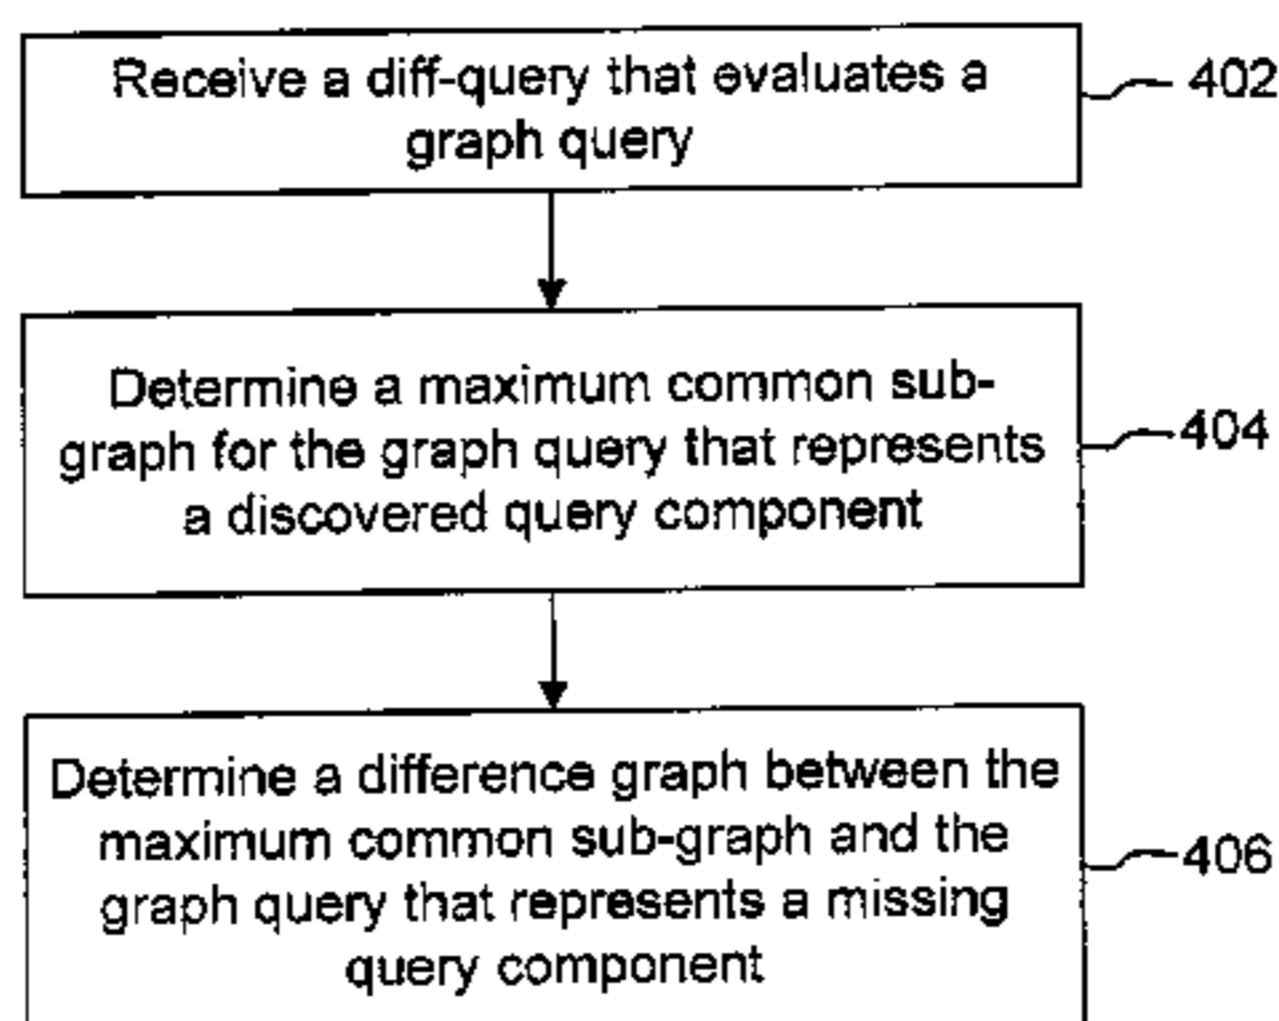 Receive a diff-query that evaluates a
graph query
402
Determine a maximum common sub-
graph for the graph query that represents
a discovered query component
404
Determine a difference graph between the
maximum common sub-graph and the
graph query that represents a missing
query component
406